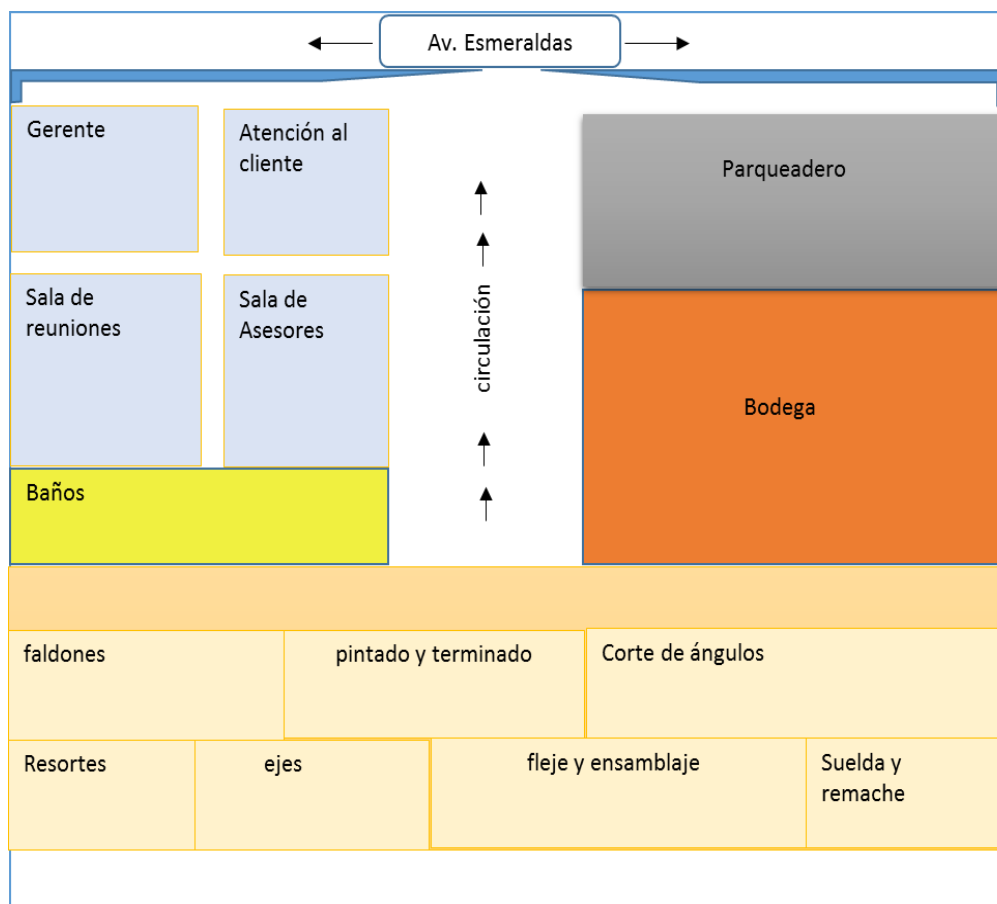 Av. Esmeraldas
Gerente
Atención al
cliente
Parqueadero
Sala de
reuniones
Sala de
Asesores
circulación
Bodega
Baños
faldones
pintado y terminado
Corte de ángulos
Resortes
ejes
fleje y ensamblaje
Suelda y
remache